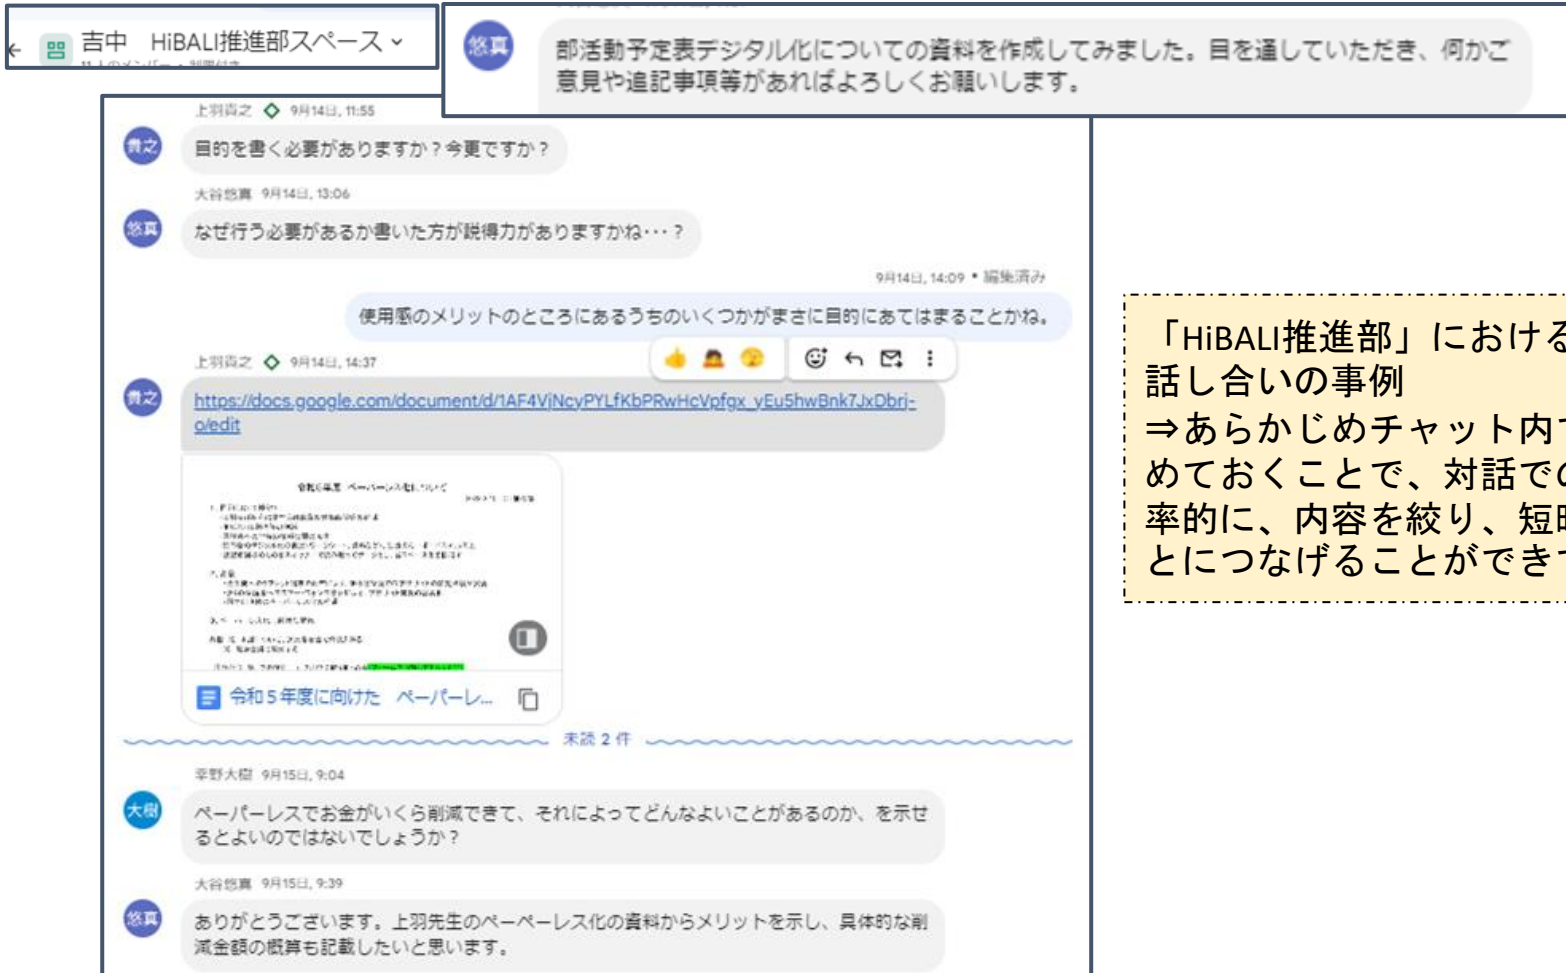 吉中　HiBALI推進部スペース
悠真
部活動予定表デジタル化についての資料を作成してみました。目を通していただき、何かご
意見や追記事項等があればよろしくお願いします。
上羽貴之 9月14日, 11:55
貴之
目的を書く必要がありますか？今更ですか？
大谷悠真 9月14日, 13:06
悠真
なぜ行う必要があるか書いた方が説得力がありますかね・・・？
9月14日, 14:09 • 編集済み
使用感のメリットのところにあるうちのいくつかがまさに目的にあてはまることかね。
上羽貴之 9月14日, 14:37
貴之
https://docs.google.com/document/d/1AF4VjNcyPYLfKbPRwHcVpfgx_yEu5hwBnk7JxDbrj-
o/edit
令和５年度に向けた　ペーパーレ...
未読 2 件
幸野大樹 9月15日, 9:04
大樹
ペーパーレスでお金がいくら削減できて、それによってどんなよいことがあるのか、を示せ
るとよいのではないでしょうか？
大谷悠真 9月15日, 9:39
悠真
ありがとうございます。上羽先生のペーペーレス化の資料からメリットを示し、具体的な削
減金額の概算も記載したいと思います。
「HiBALI推進部」における
話し合いの事例
⇒あらかじめチャット内
めておくことで、対話での
率的に、内容を絞り、短時
とにつなげることができ